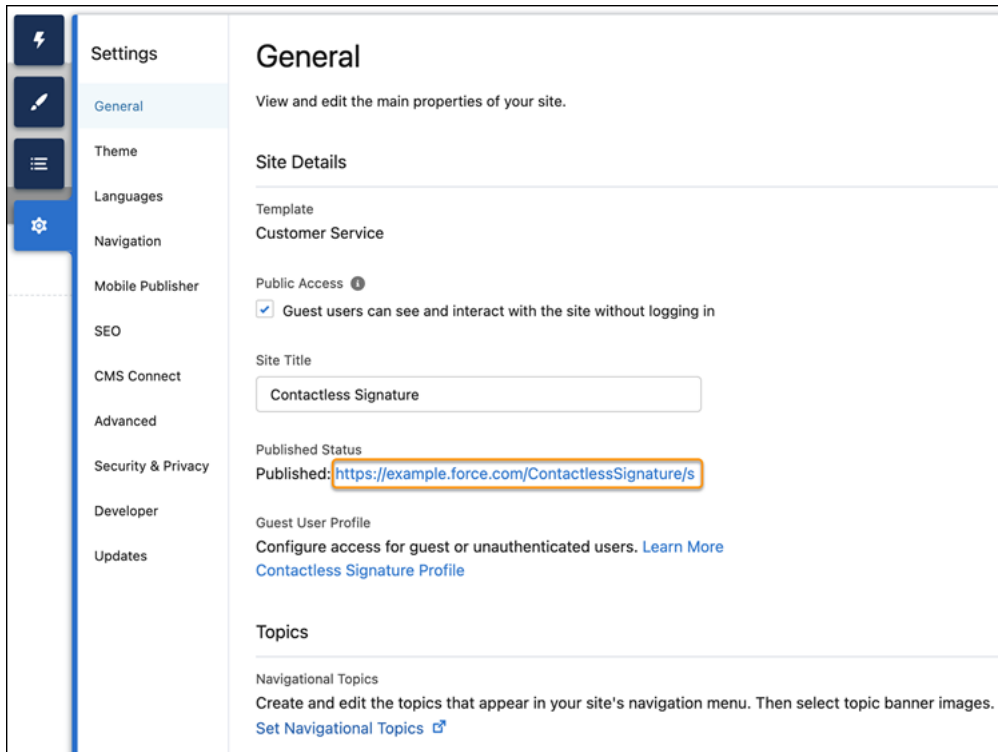 Settings
General
Theme
Languages
Navigation
Mobile Publisher
SEO
CMS Connect
Advanced
Security & Privacy
Developer
Updates
General
View and edit the main properties of your site.
Site Details
Template
Customer Service
Public Access
Guest users can see and interact with the site without logging in
Site Title
Contactless Signature
Published Status
Published: https://example.force.com/ContactlessSignature/s
Guest User Profile
Configure access for guest or unauthenticated users. Learn More
Contactless Signature Profile
Topics
Navigational Topics
Create and edit the topics that appear in your site's navigation menu. Then select topic banner images.
Set Navigational Topics